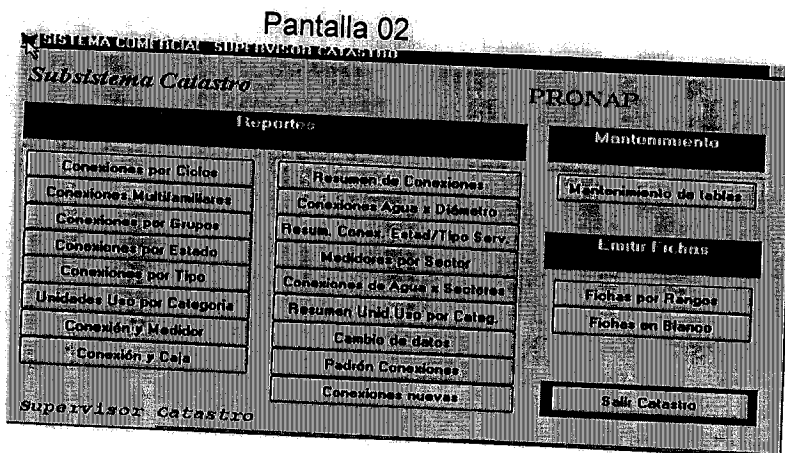 Pantalla 02
SISTEMA COMERCIAL SUPERVISOR CATASTRO
Subsistema Catastro
PRONAP
Reportes
Conexiones por Ciclos
Conexiones Multifamiliares
Conexiones por Grupos
Conexiones por Estado
Conexiones por Tipo
Unidades Uso por Categoria
Conexión y Medidor
Conexión y Caja
Resumen de Conexiones
Conexiones Agua x Diámetro
Resum. Conex. Estad/Tipo Serv.
Medidores por Sector
Conexiones de Agua x Sectores
Resumen Unid.Uso por Categ.
Cambio de datos
Padrón Conexiones
Conexiones nuevas
Mantenimiento
Mantenimiento de tablas
Emitir Fichas
Fichas por Rangos
Fichas en Blanco
Salir Catastro
Supervisor Catastro